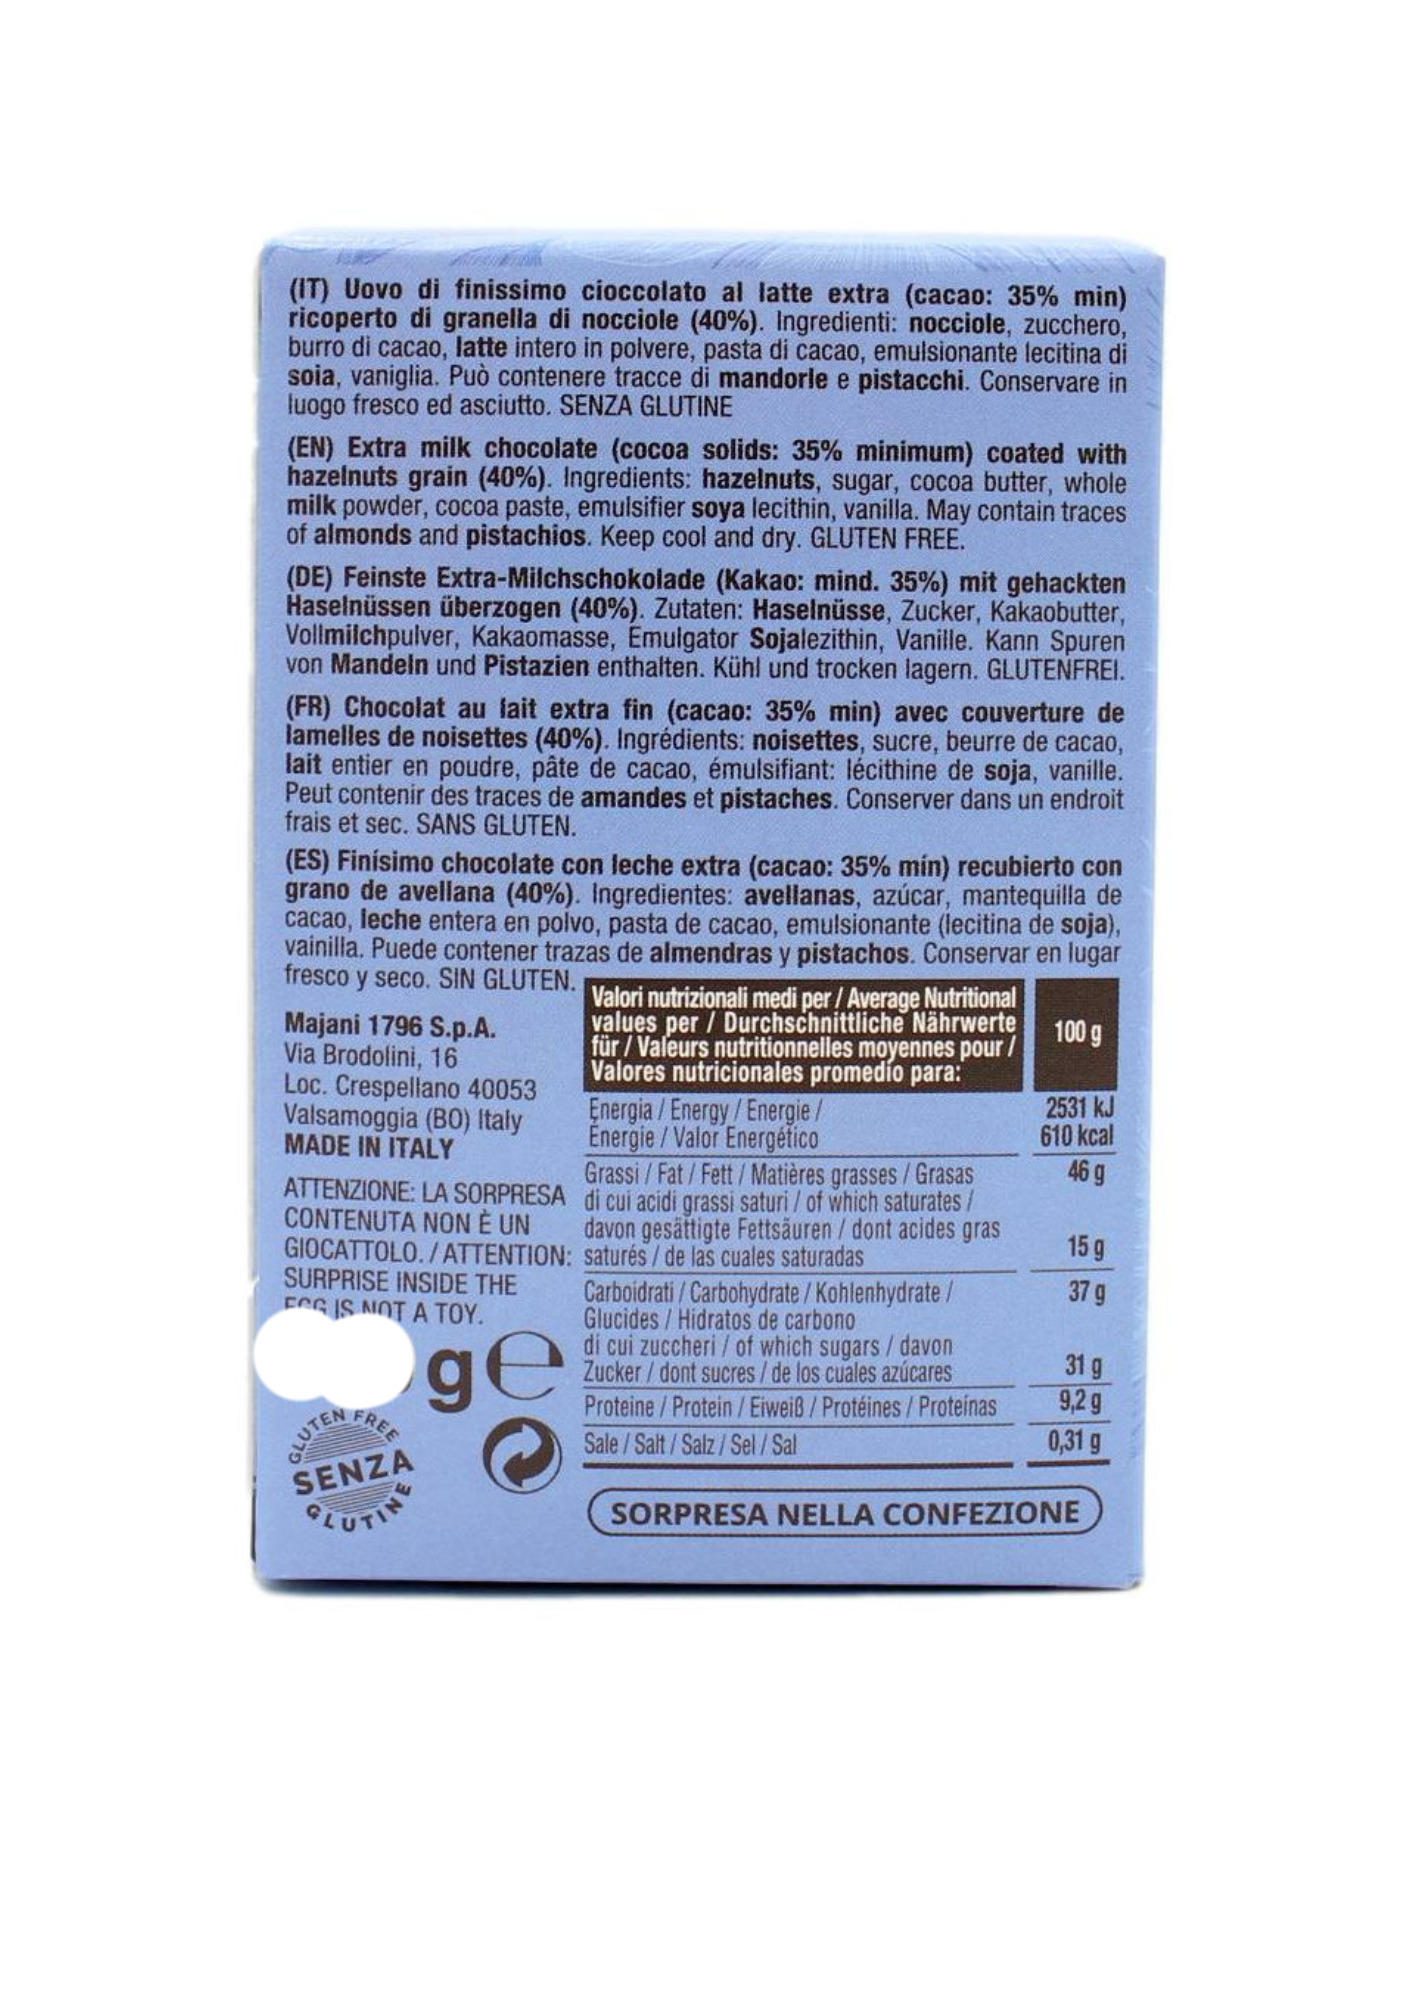 (IT) Uovo di finissimo cioccolato al latte extra (cacao: 35% min)
ricoperto di granella di nocciole (40%). Ingredienti: nocciole, zucchero,
burro di cacao, latte intero in polvere, pasta di cacao, emulsionante lecitina di
soia, vaniglia. Può contenere tracce di mandorle e pistacchi. Conservare in
luogo fresco ed asciutto. SENZA GLUTINE
(EN) Extra milk chocolate (cocoa solids: 35% minimum) coated with
hazelnuts grain (40%). Ingredients: hazelnuts, sugar, cocoa butter, whole
milk powder, cocoa paste, emulsifier soya lecithin, vanilla. May contain traces
of almonds and pistachios. Keep cool and dry. GLUTEN FREE.
(DE) Feinste Extra-Milchschokolade (Kakao: mind. 35%) mit gehackten
Haselnüssen überzogen (40%). Zutaten: Haselnüsse, Zucker, Kakaobutter,
Vollmilchpulver, Kakaomasse, Emulgator Sojalezithin, Vanille. Kann Spuren
von Mandeln und Pistazien enthalten. Kühl und trocken lagern. GLUTENFREI.
(FR) Chocolat au lait extra fin (cacao: 35% min) avec couverture de
lamelles de noisettes (40%). Ingrédients: noisettes, sucre, beurre de cacao,
lait entier en poudre, pâte de cacao, émulsifiant: lécithine de soja, vanille.
Peut contenir des traces de amandes et pistaches. Conserver dans un endroit
frais et sec. SANS GLUTEN.
(ES) Finísimo chocolate con leche extra (cacao: 35% mín) recubierto con
grano de avellana (40%). Ingredientes: avellanas, azúcar, mantequilla de
cacao, leche entera en polvo, pasta de cacao, emulsionante (lecitina de soja),
vainilla. Puede contener trazas de almendras y pistachos. Conservar en lugar
fresco y seco. SIN GLUTEN.
Majani 1796 S.p.A.
Via Brodolini, 16
Loc. Crespellano 40053
Valsamoggia (BO) Italy
MADE IN ITALY
ATTENZIONE: LA SORPRESA
CONTENUTA NON È UN
GIOCATTOLO. / ATTENTION:
SURPRISE INSIDE THE
EGG IS NOT A TOY.
g e
GLUTEN FREE
SENZA
GLUTINE
Valori nutrizionali medi per / Average Nutritional
values per / Durchschnittliche Nährwerte
für / Valeurs nutritionnelles moyennes pour /
Valores nutricionales promedio para:
100 g
Energia / Energy / Energie /
Énergie / Valor Energético
2531 kJ
610 kcal
Grassi / Fat / Fett / Matières grasses / Grasas
46 g
di cui acidi grassi saturi / of which saturates /
davon gesättigte Fettsäuren / dont acides gras
saturés / de las cuales saturadas
15 g
Carboidrati / Carbohydrate / Kohlenhydrate /
37 g
Glucides / Hidratos de carbono
di cui zuccheri / of which sugars / davon
Zucker / dont sucres / de los cuales azúcares
31 g
Proteine / Protein / Eiweiß / Protéines / Proteínas
9,2 g
Sale / Salt / Salz / Sel / Sal
0,31 g
SORPRESA NELLA CONFEZIONE